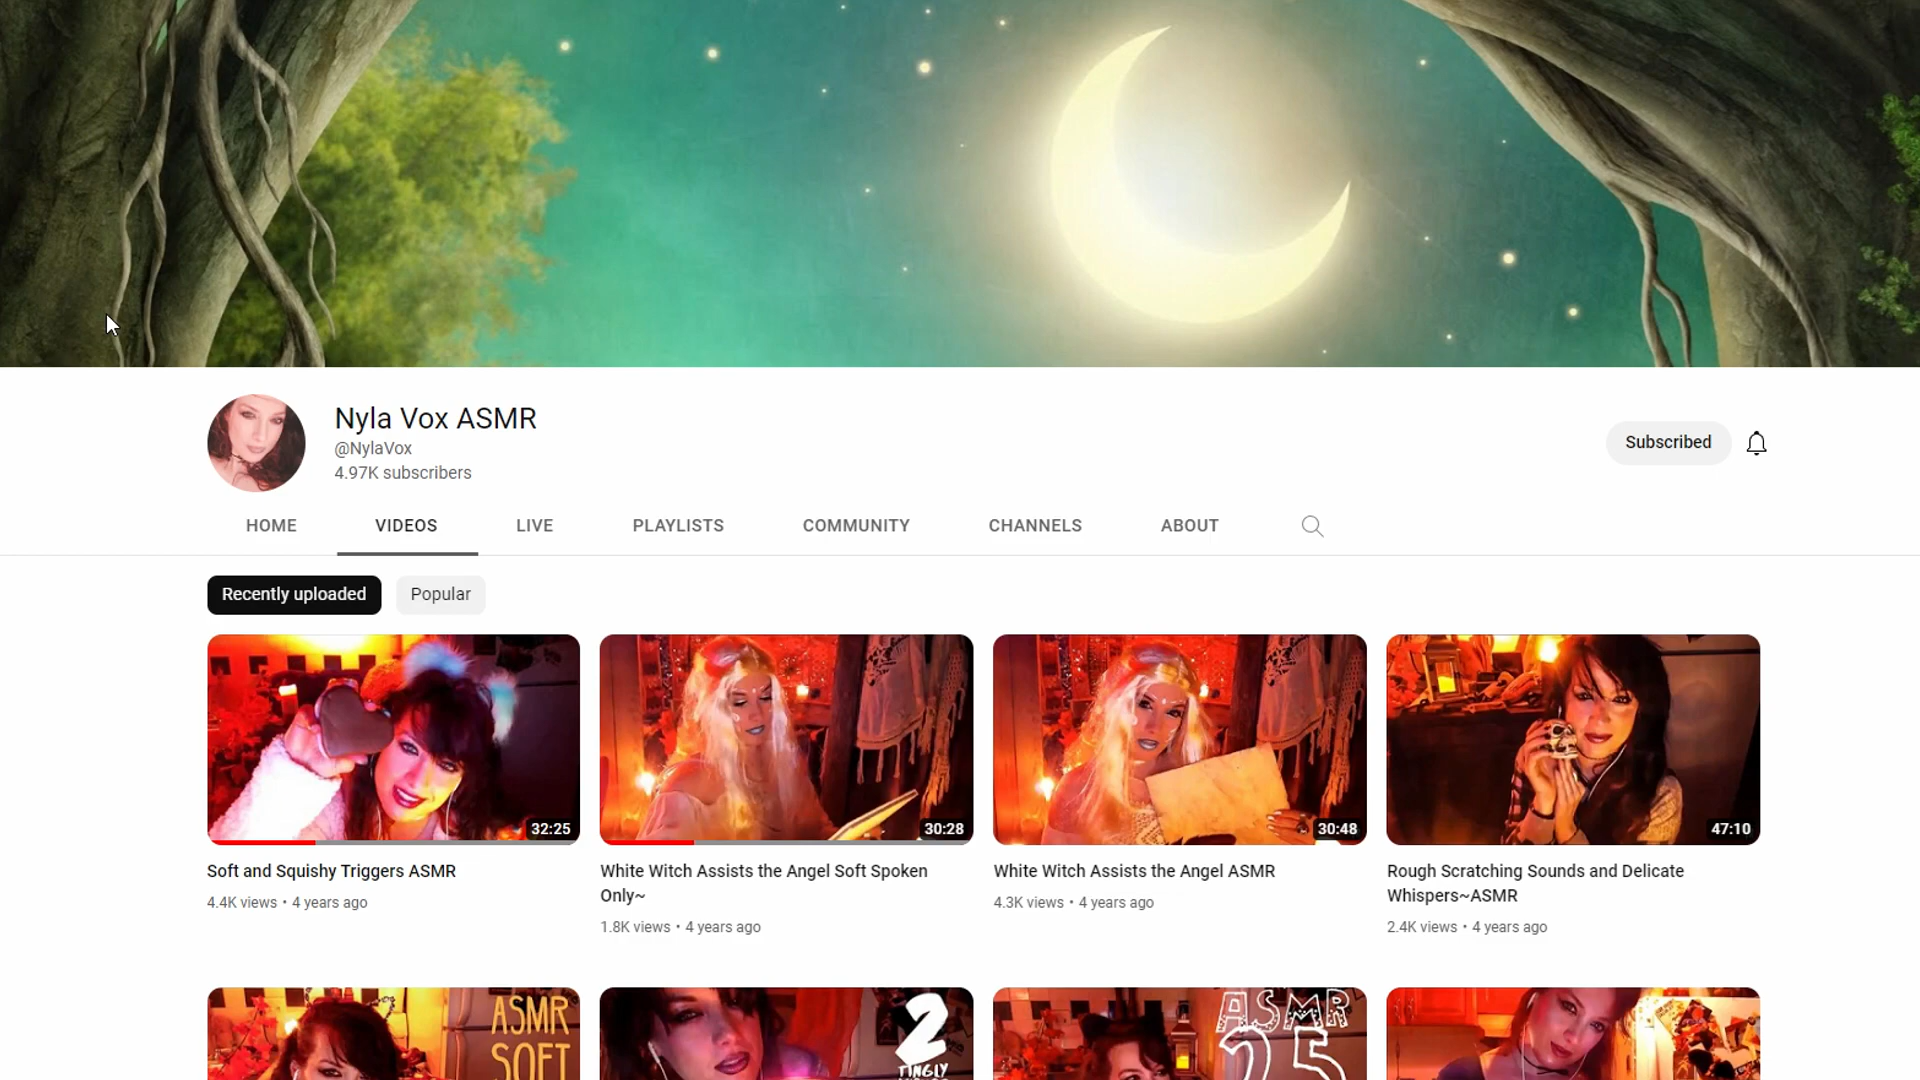 Nyla Vox ASMR
@NylaVox
4.97K subscribers
Subscribed
HOME VIDEOS LIVE PLAYLISTS COMMUNITY CHANNELS ABOUT
Recently uploaded Popular
32:25 30:28 30:48 47:10
Soft and Squishy Triggers ASMR
4.4K views • 4 years ago
White Witch Assists the Angel Soft Spoken
Only~
1.8K views • 4 years ago
White Witch Assists the Angel ASMR
4.3K views • 4 years ago
Rough Scratching Sounds and Delicate
Whispers~ASMR
2.4K views • 4 years ago
ASMR
SOFT
2
TINGLY
ASMR
25